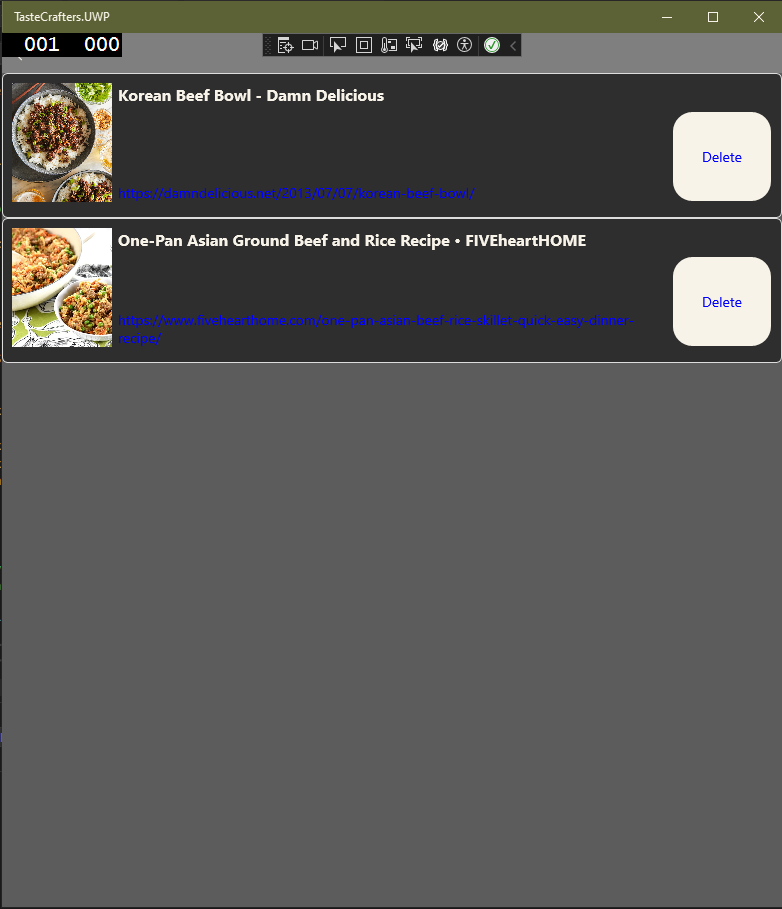 TasteCrafters.UWP
001 000
Korean Beef Bowl - Damn Delicious
Delete
https://damndelicious.net/2013/07/07/korean-beef-bowl/
One-Pan Asian Ground Beef and Rice Recipe • FIVEheartHOME
Delete
https://www.fivehearthome.com/one-pan-asian-beef-rice-skillet-quick-easy-dinner-
recipe/